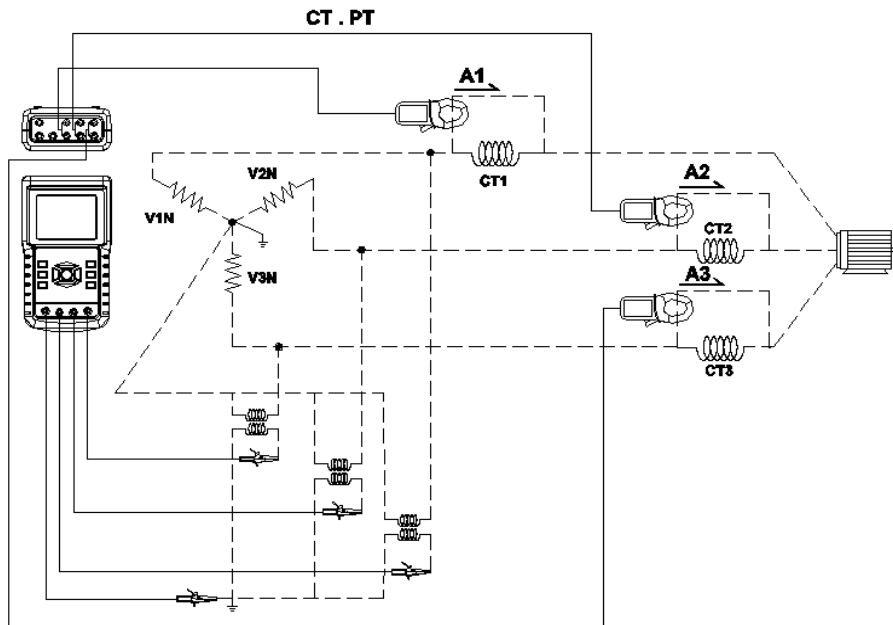 CT . PT
A1
CT1
A2
V2N
V1N
CT2
V3N
A3
CT3